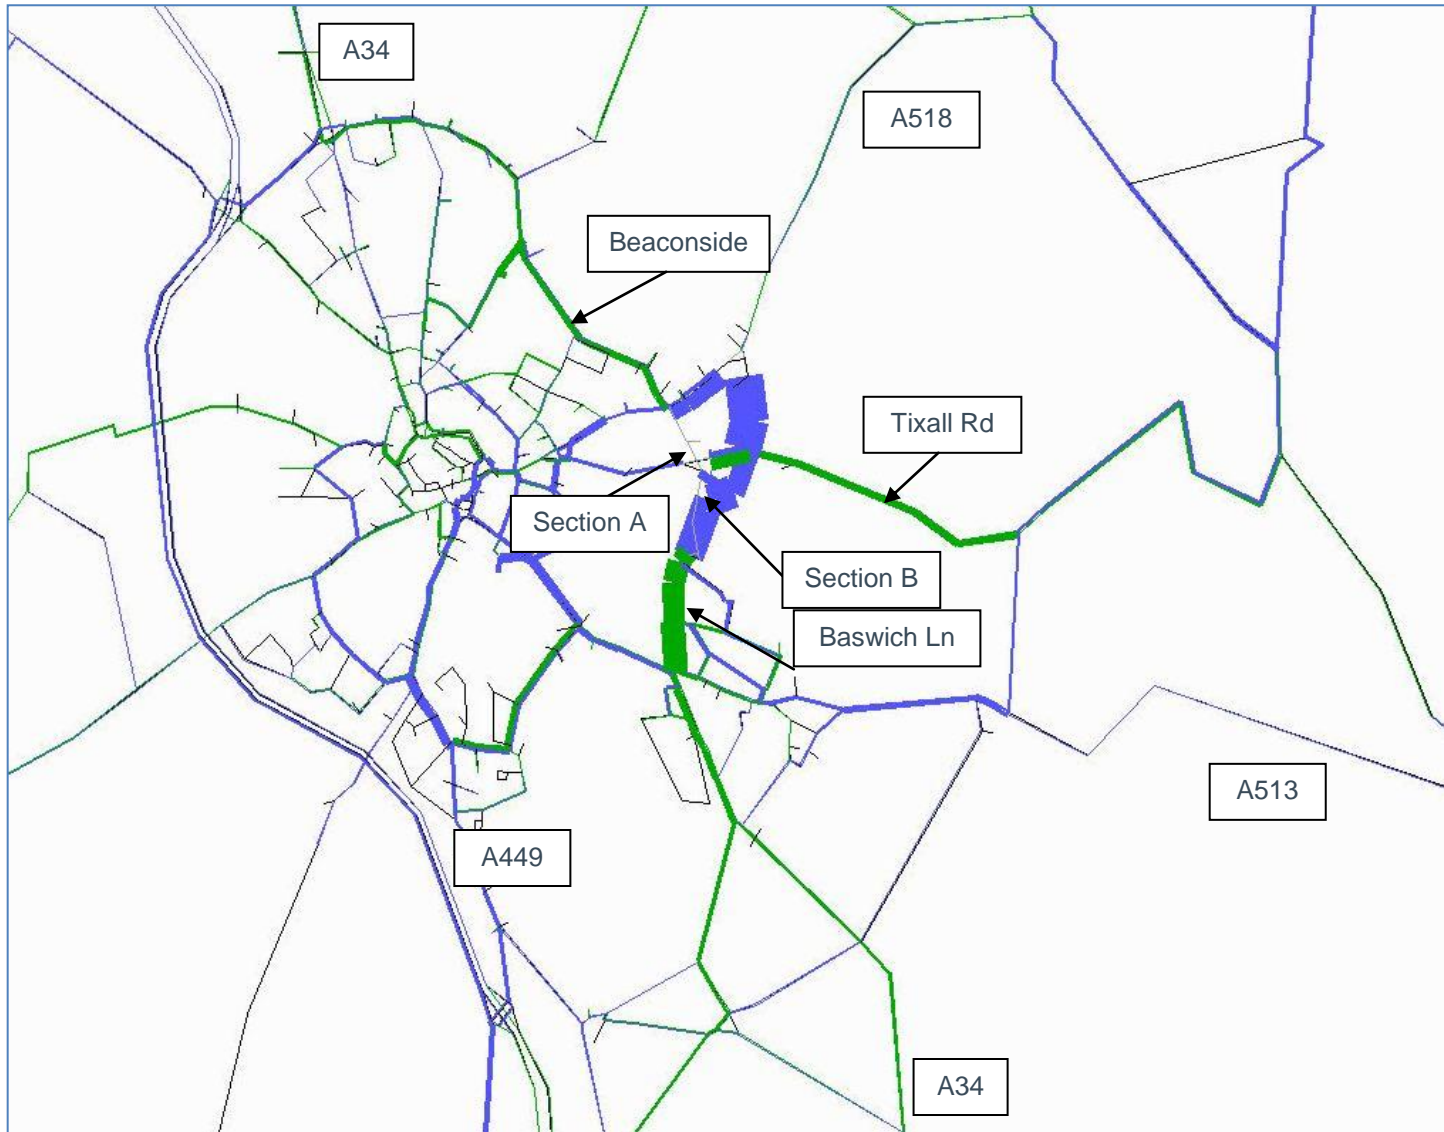 A34
A518
Beaconside
Tixall Rd
Section A
Section B
Baswich Ln
A513
A449
A34